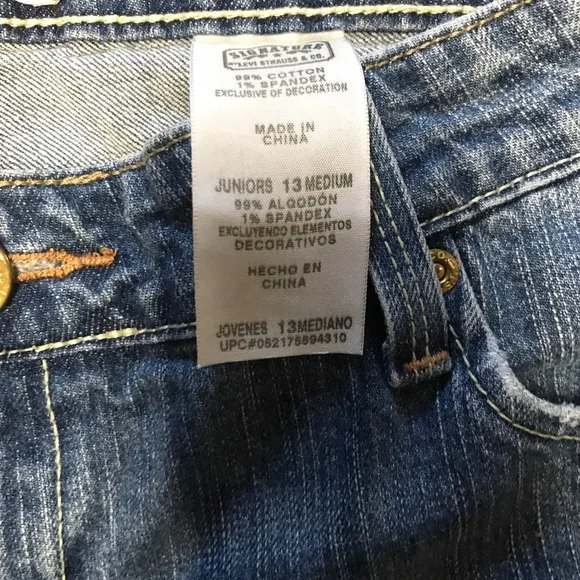 SIGNATURE
BY LEVI STRAUSS & CO.
99% COTTON
1% SPANDEX
EXCLUSIVE OF DECORATION
MADE IN
CHINA
JUNIORS 13 MEDIUM
99% ALGODÓN
1% SPANDEX
EXCLUYENDO ELEMENTOS
DECORATIVOS
HECHO EN
CHINA
JOVENES 13 MEDIANO
UPC#052175894310